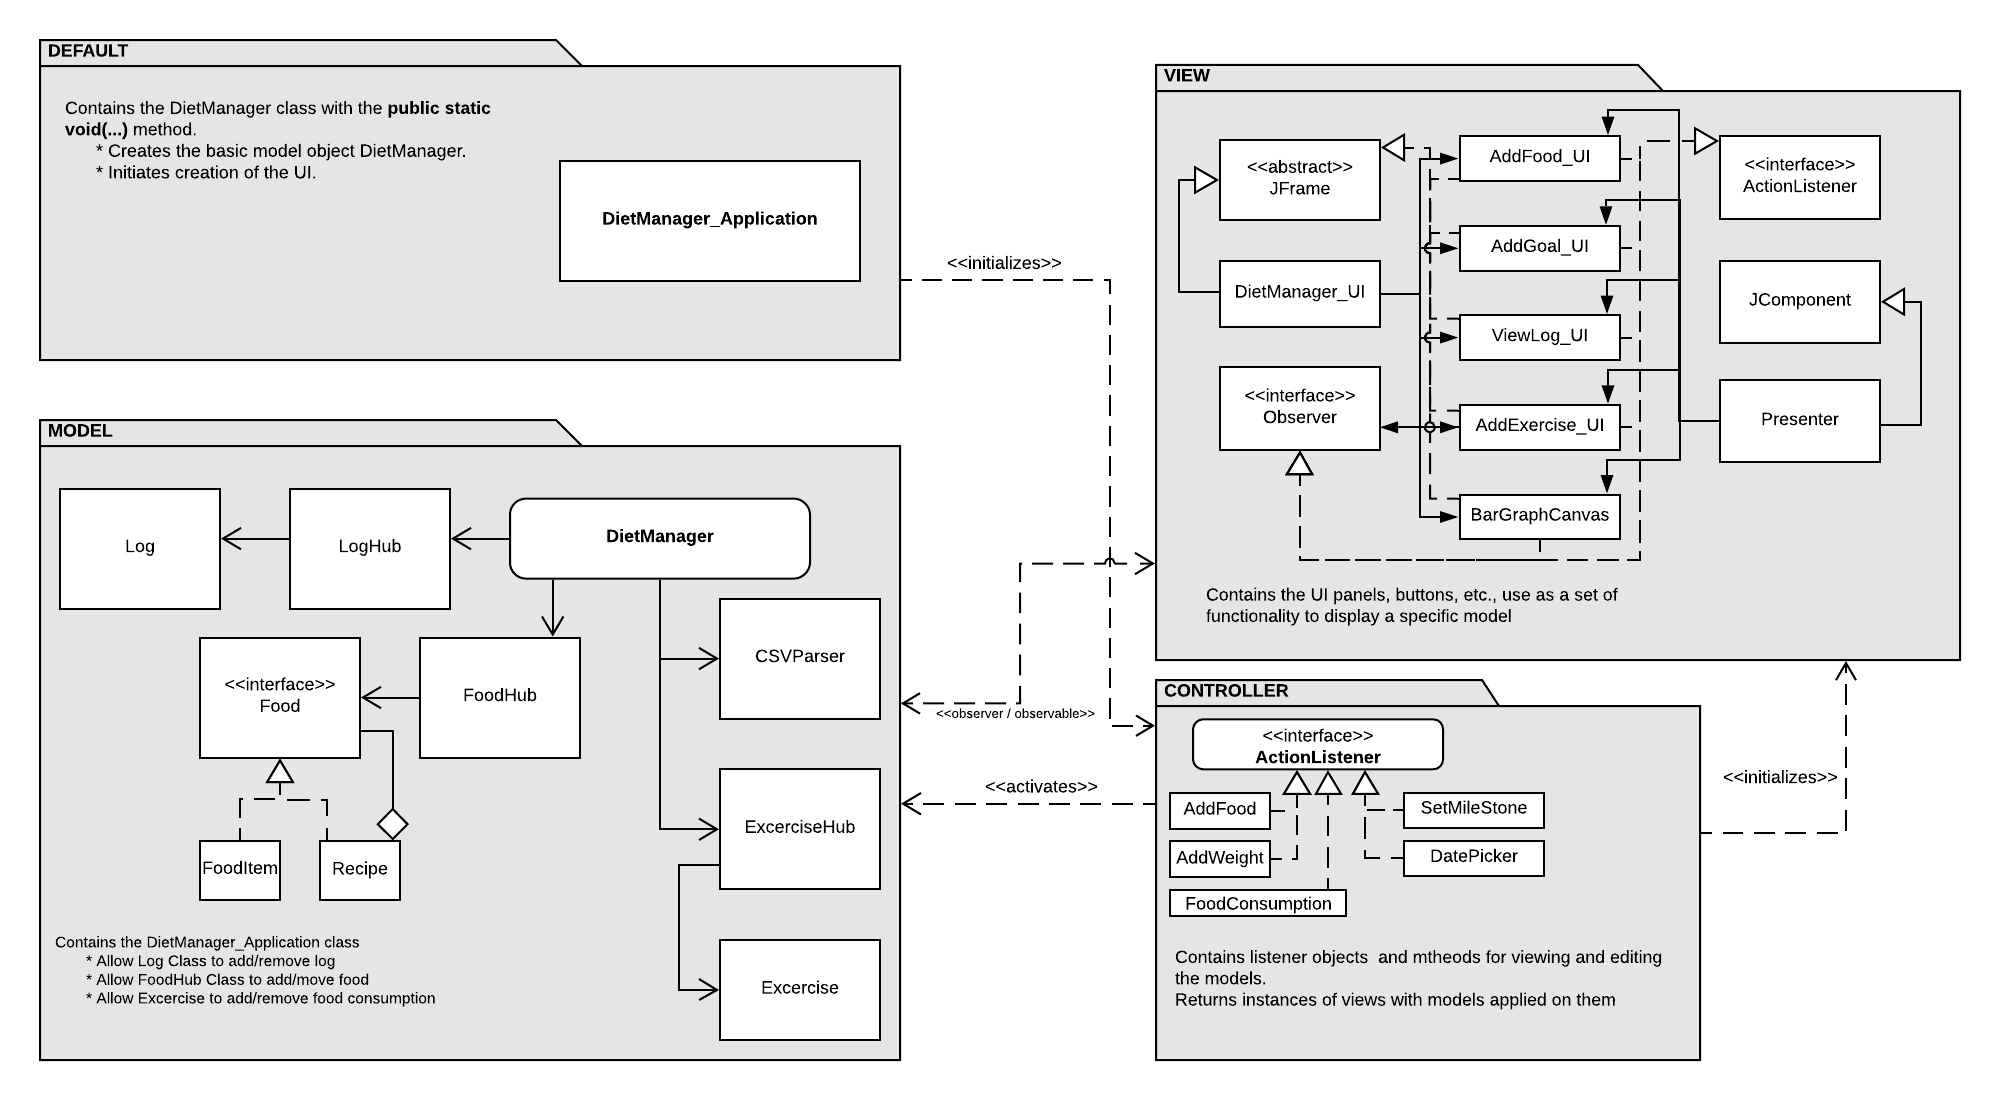 DEFAULT
Contains the DietManager class with the public static
void(...) method.
* Creates the basic model object DietManager.
* Initiates creation of the UI.
DietManager_Application
<<initializes>>
VIEW
<<abstract>>
JFrame
AddFood_UI
<<interface>>
ActionListener
AddGoal_UI
DietManager_UI
JComponent
ViewLog_UI
<<interface>>
Observer
AddExercise_UI
Presenter
BarGraphCanvas
Contains the UI panels, buttons, etc., use as a set of
functionality to display a specific model
MODEL
Log
LogHub
DietManager
CSVParser
<<interface>>
Food
FoodHub
ExcerciseHub
FoodItem
Recipe
Excercise
Contains the DietManager_Application class
* Allow Log Class to add/remove log
* Allow FoodHub Class to add/move food
* Allow Excercise to add/remove food consumption
<<observer / observable>>
<<activates>>
CONTROLLER
<<interface>>
ActionListener
AddFood
SetMileStone
AddWeight
DatePicker
FoodConsumption
Contains listener objects  and mtheods for viewing and editing
the models.
Returns instances of views with models applied on them
<<initializes>>